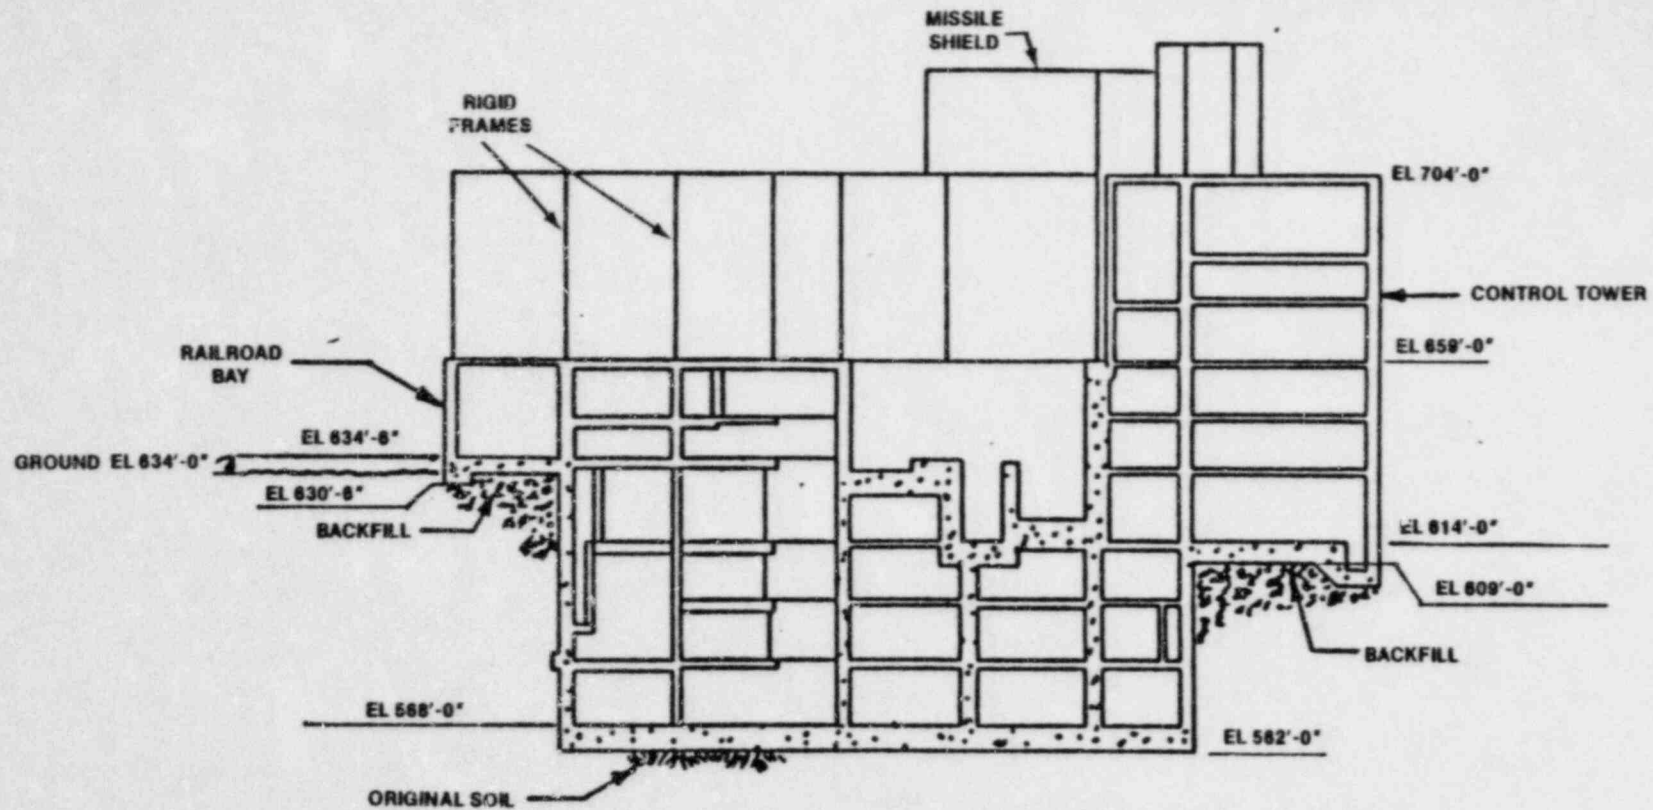 MISSILE
SHIELD
RIGID
FRAMES
EL 704'-0"
CONTROL TOWER
RAILROAD
BAY
EL 659'-0"
EL 634'-6"
GROUND EL 634'-0"
EL 630'-6"
BACKFILL
EL 614'-0"
EL 609'-0"
BACKFILL
EL 568'-0"
EL 562'-0"
ORIGINAL SOIL